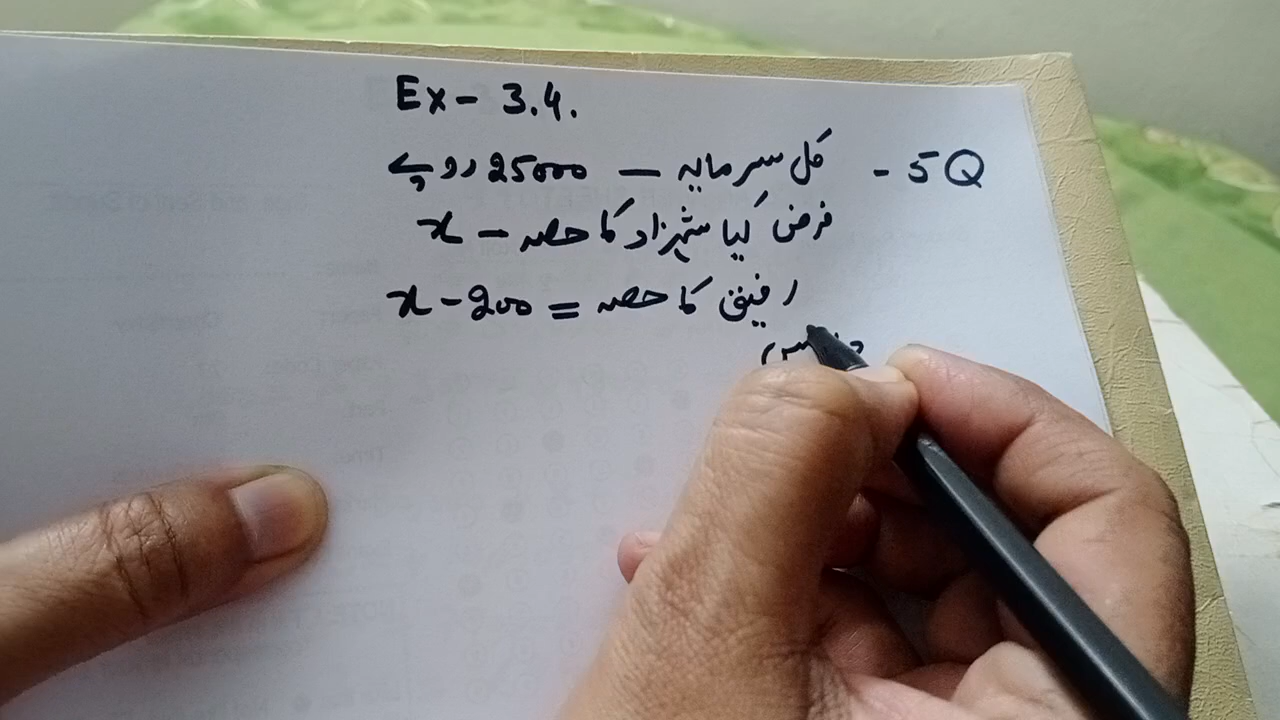 Ex - 3.4.
5Q - کل سرمایہ — 25000 روپے
فرض کیا شہزاد کا حصہ — x
رفیق کا حصہ = x - 200